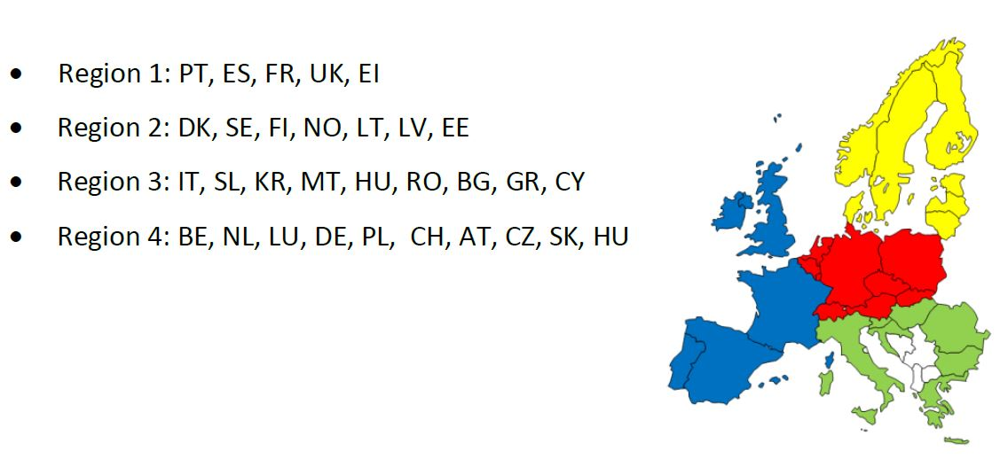 • Region 1: PT, ES, FR, UK, EI
• Region 2: DK, SE, FI, NO, LT, LV, EE
• Region 3: IT, SL, KR, MT, HU, RO, BG, GR, CY
• Region 4: BE, NL, LU, DE, PL, CH, AT, CZ, SK, HU